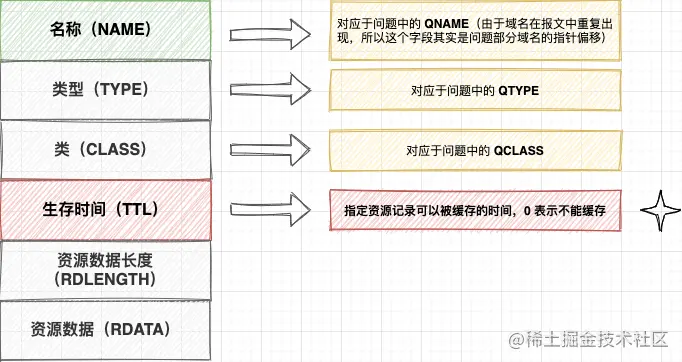 名称（NAME）
对应于问题中的 QNAME（由于域名在报文中重复出
现，所以这个字段其实是问题部分域名的指针偏移）
类型（TYPE）
对应于问题中的 QTYPE
类（CLASS）
对应于问题中的 QCLASS
生存时间（TTL）
指定资源记录可以被缓存的时间，0 表示不能缓存
资源数据长度
（RDLENGTH）
资源数据（RDATA）
@稀土掘金技术社区